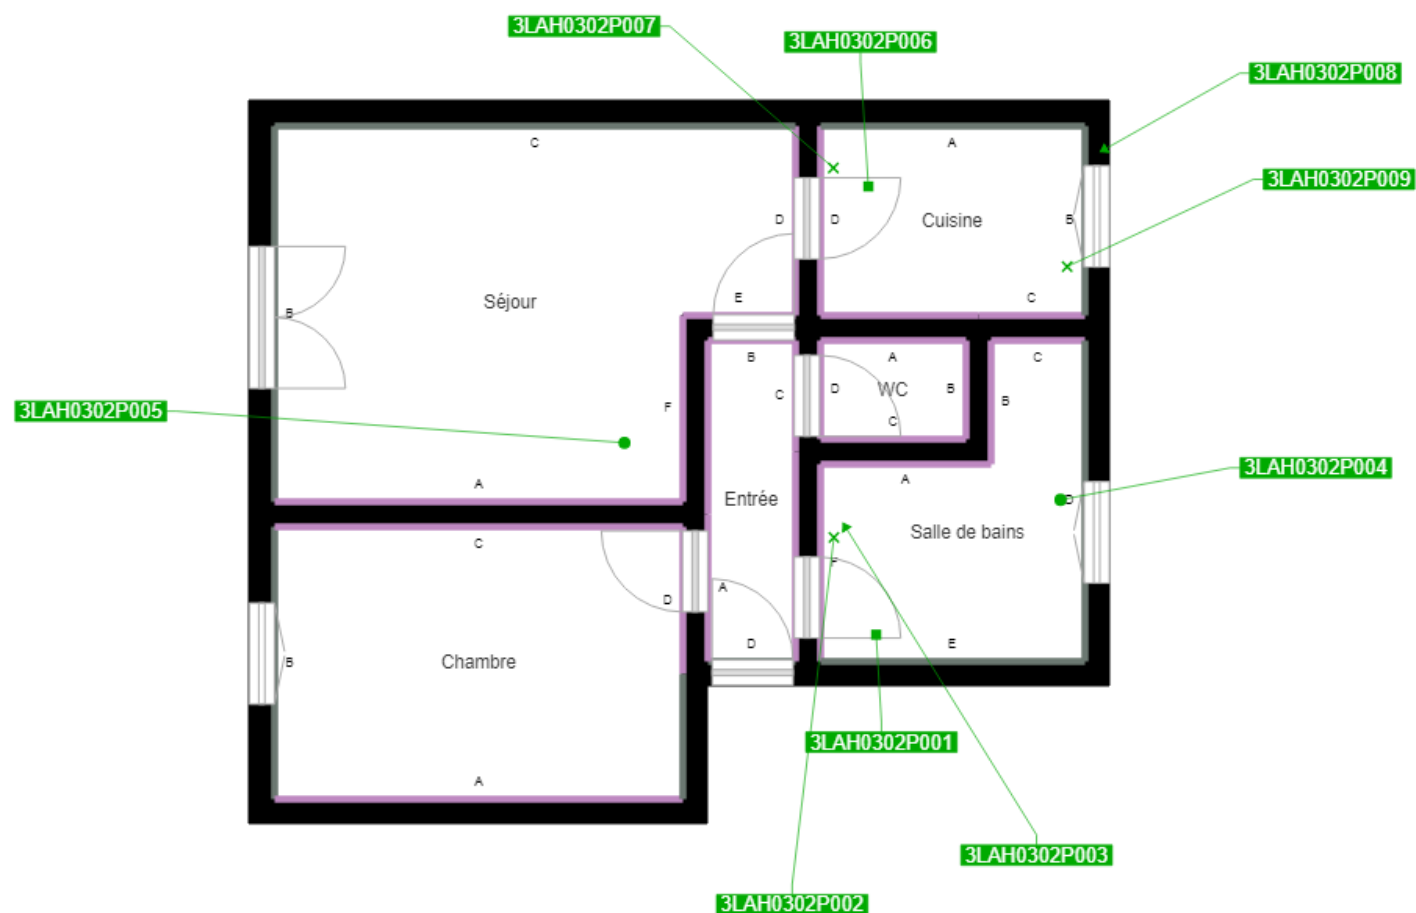 3LAH0302P007
3LAH0302P006
3LAH0302P008
C
A
3LAH0302P009
D
D
Cuisine
B
E
C
Séjour
B
B
A
C
D
WC
B
C
B
C
F
3LAH0302P005
3LAH0302P004
A
A
D
Entrée
Salle de bains
C
F
D
A
D
E
Chambre
B
3LAH0302P001
A
3LAH0302P003
3LAH0302P002